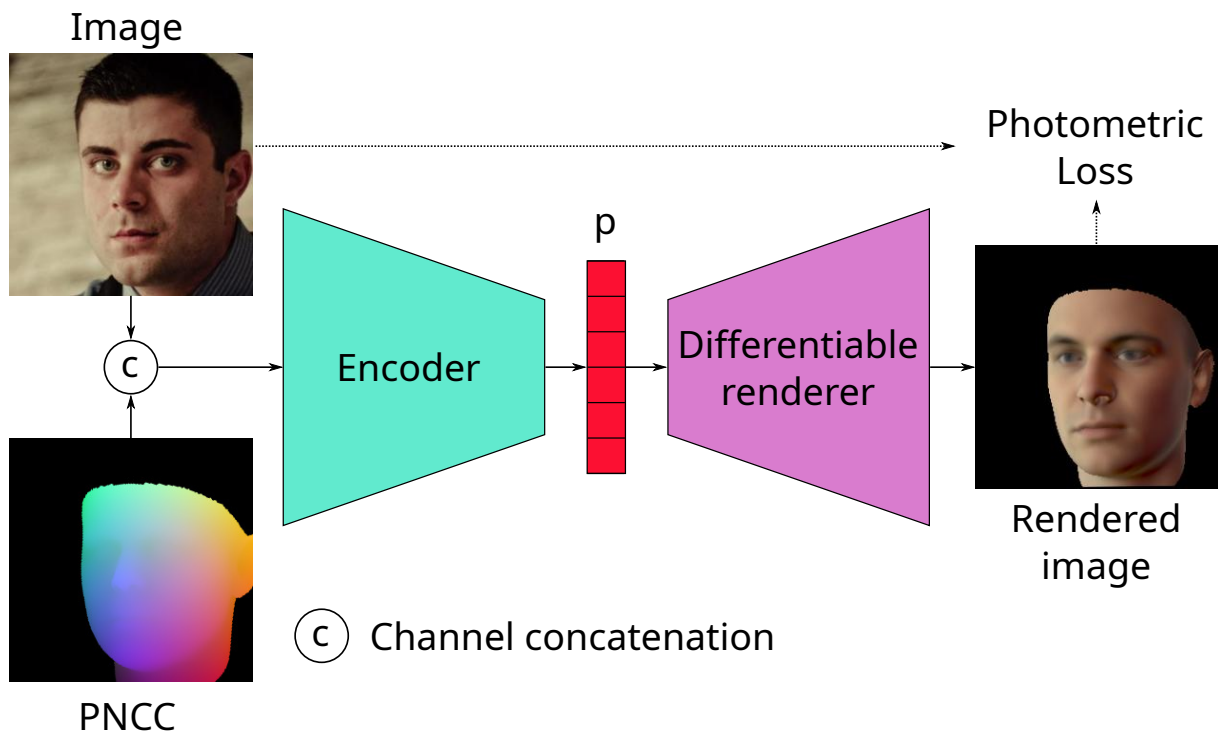 Image
Photometric
Loss
p
c
Encoder
Differentiable
renderer
Rendered
image
c Channel concatenation
PNCC